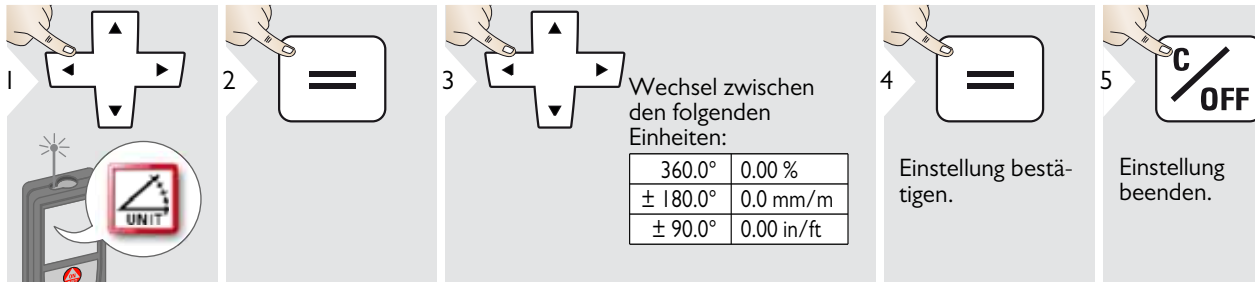 1
UNIT
2
3
Wechsel zwischen
den folgenden
Einheiten:
360.0° 0.00 %
± 180.0° 0.0 mm/m
± 90.0° 0.00 in/ft
4
Einstellung bestä-
tigen.
5
C/OFF
Einstellung
beenden.